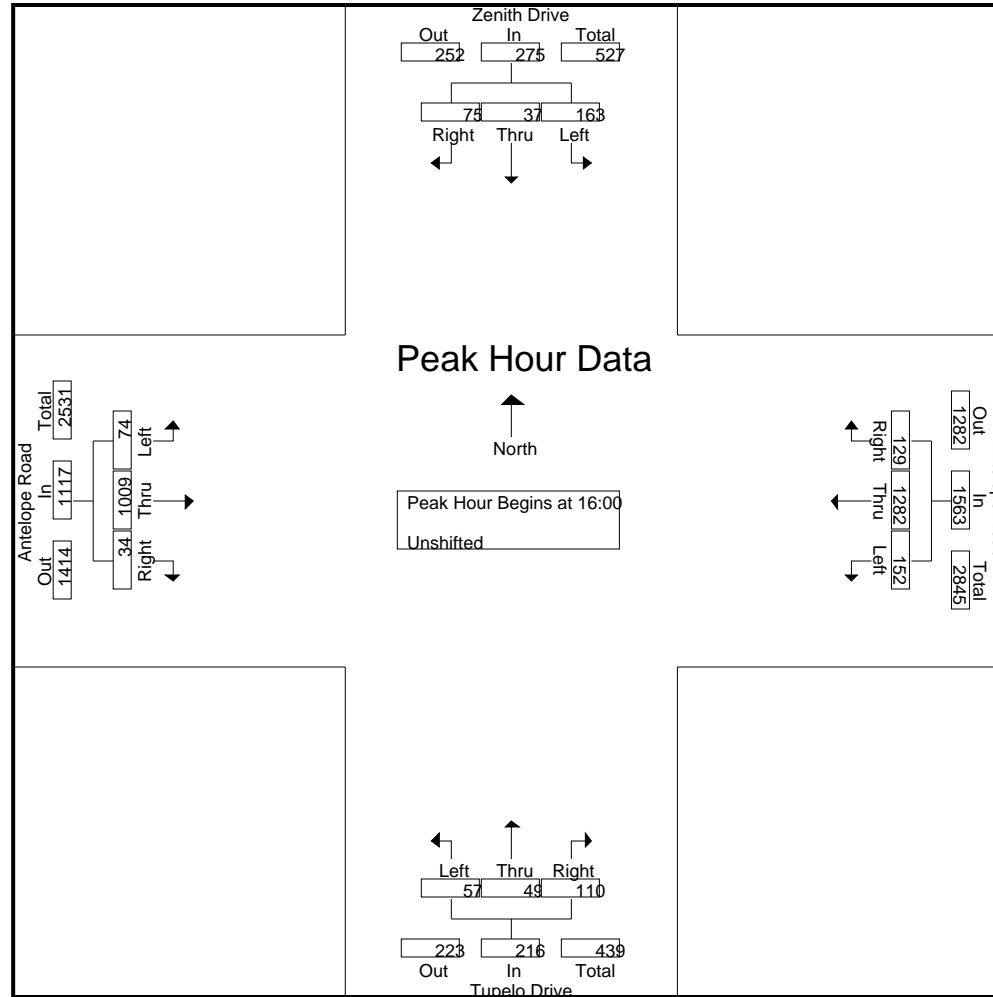 Zenith Drive
Out In Total
252 275 527
75 37 163
Right Thru Left
Peak Hour Data
North
Peak Hour Begins at 16:00
Unshifted
Antelope Road
Total In Out
2531 1117 1414
74 1009 34
Left Thru Right
Out In Total
1282 1563 2845
129 1282 152
Right Thru Left
Left Thru Right
57 49 110
223 216 439
Out In Total
Tupelo Drive